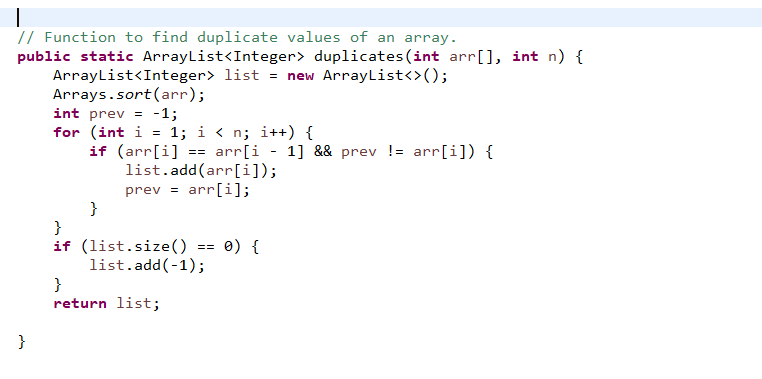 // Function to find duplicate values of an array.
public static ArrayList<Integer> duplicates(int arr[], int n) {
    ArrayList<Integer> list = new ArrayList<>();
    Arrays.sort(arr);
    int prev = -1;
    for (int i = 1; i < n; i++) {
        if (arr[i] == arr[i - 1] && prev != arr[i]) {
            list.add(arr[i]);
            prev = arr[i];
        }
    }
    if (list.size() == 0) {
        list.add(-1);
    }
    return list;

}